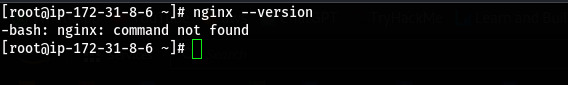 [root@ip-172-31-8-6 ~]# nginx --version
-bash: nginx: command not found
[root@ip-172-31-8-6 ~]#